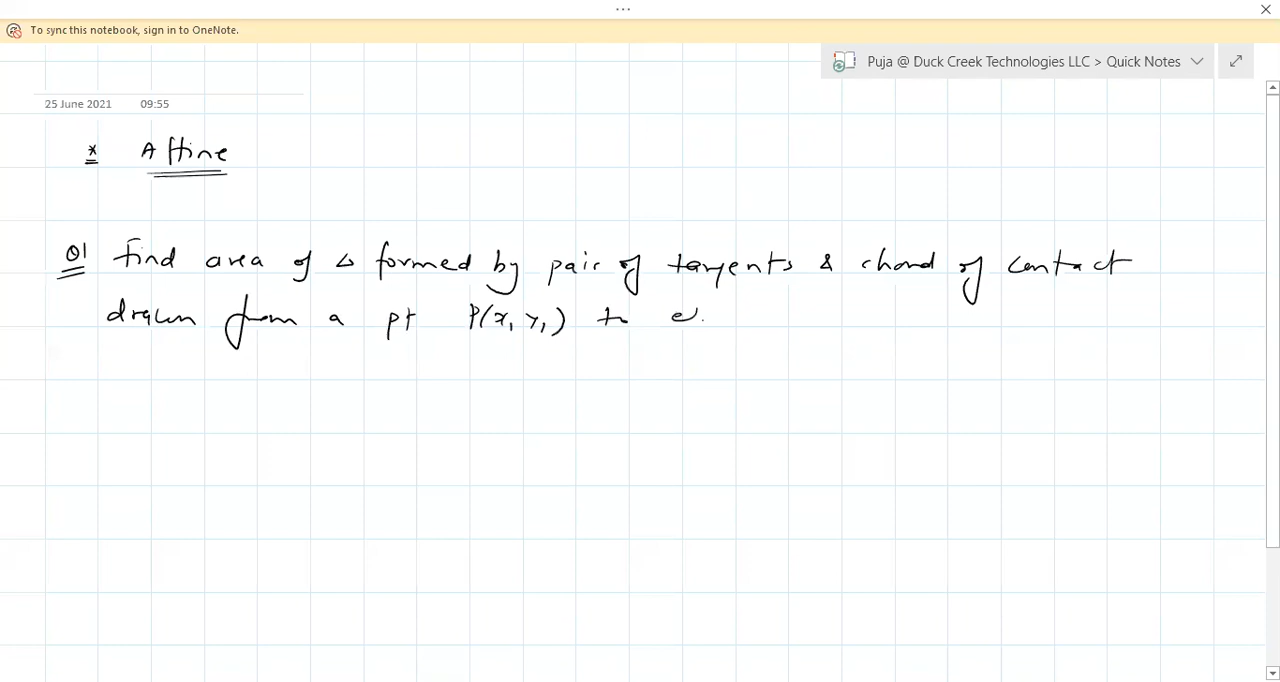 To sync this notebook, sign in to OneNote.
Puja @ Duck Creek Technologies LLC > Quick Notes
25 June 2021 09:55
* Affine
Q1 Find area of Δ formed by pair of tangents & chord of contact
drawn from a pt P(x₁ y₁) to e